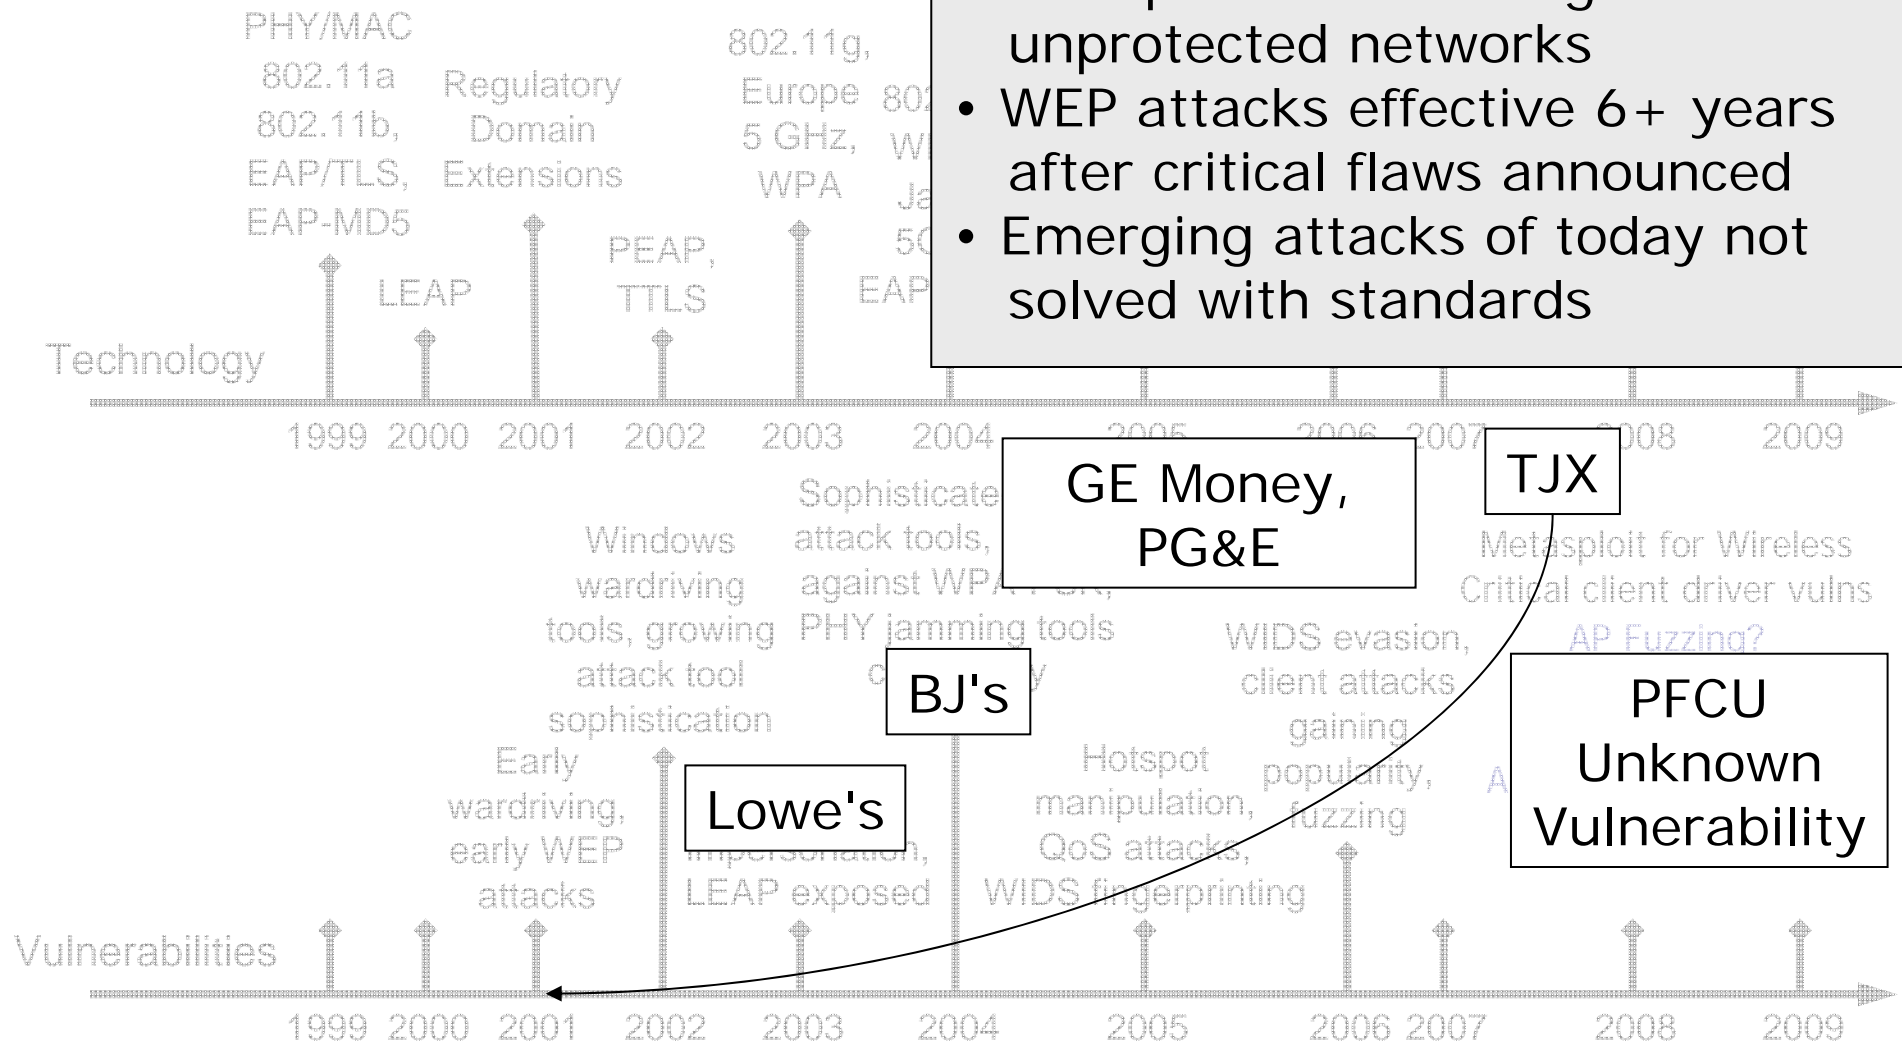 PHY/MAC
802.11a
802.11b,
EAP/TLS,
EAP-MD5
LEAP
Regulatory
Domain
Extensions
PEAP,
TTLS
802.11g,
Europe
5 GHz,
WPA
EAP
unprotected networks
• WEP attacks effective 6+ years
after critical flaws announced
• Emerging attacks of today not
solved with standards
Technology
1999 2000 2001 2002 2003 2004 2005 2006 2007 2008 2009
GE Money,
PG&E
TJX
Windows
wardriving
tools, growing
attack tool
sophistication
attack tools,
against
PHY jamming tools
BJ's
Metasploit for Wireless
Critical client driver vulns
AP Fuzzing?
WIDS evasion,
client attacks
gaining
popularity,
fuzzing
PFCU
Unknown
Vulnerability
Early
wardriving,
early WEP
attacks
Lowe's
impersonation,
LEAP exposed
Hotspot
manipulation,
QoS attacks,
WIDS fingerprinting
Vulnerabilities
1999 2000 2001 2002 2003 2004 2005 2006 2007 2008 2009